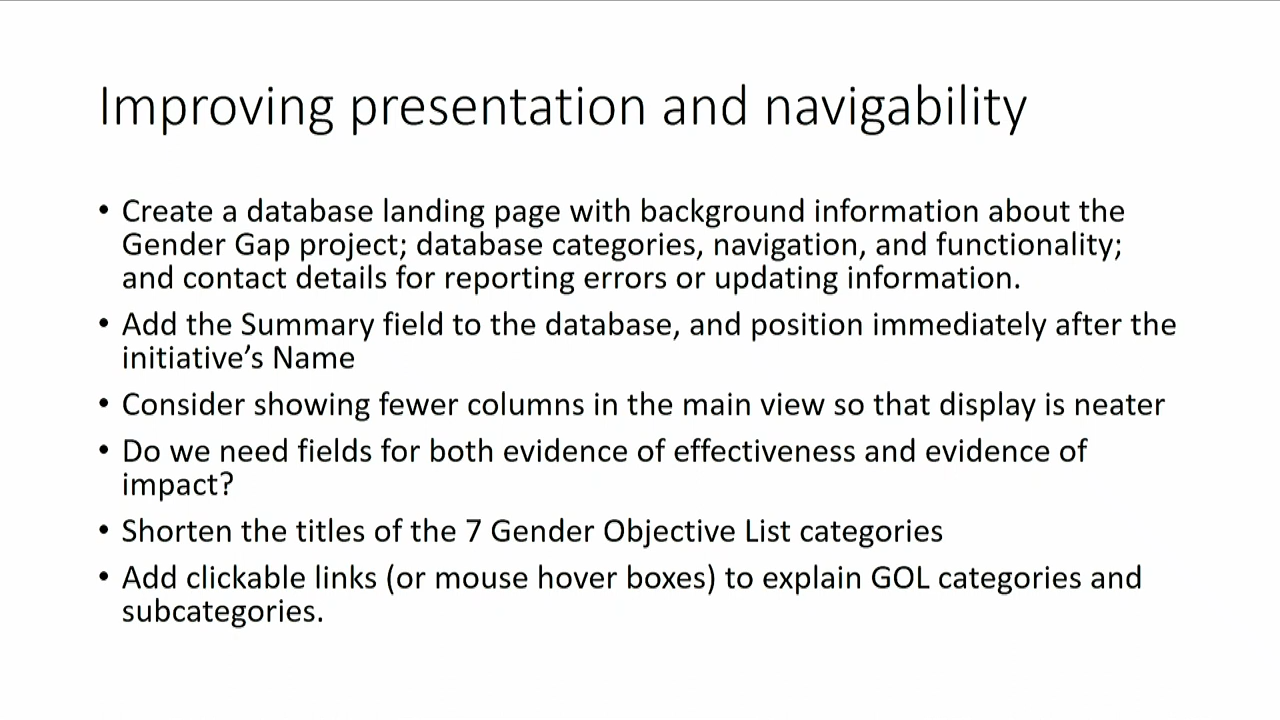 Improving presentation and navigability
• Create a database landing page with background information about the
Gender Gap project; database categories, navigation, and functionality;
and contact details for reporting errors or updating information.
• Add the Summary field to the database, and position immediately after the
initiative’s Name
• Consider showing fewer columns in the main view so that display is neater
• Do we need fields for both evidence of effectiveness and evidence of
impact?
• Shorten the titles of the 7 Gender Objective List categories
• Add clickable links (or mouse hover boxes) to explain GOL categories and
subcategories.